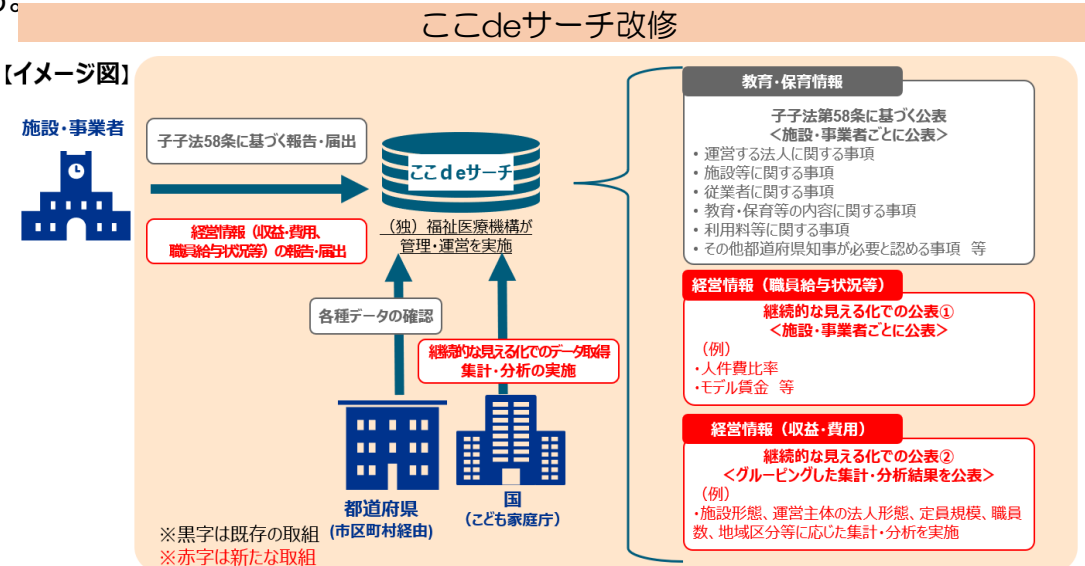 る。
ここdeサーチ改修
【イメージ図】
施設・事業者
子子法58条に基づく報告・届出
経営情報（収益・費用、
職員給与状況等）の報告・届出
ここdeサーチ
（独）福祉医療機構が
管理・運営を実施
各種データの確認
継続的な見える化でのデータ取得
集計・分析の実施
都道府県
(市区町村経由)
国
(こども家庭庁)
※黒字は既存の取組
※赤字は新たな取組
教育・保育情報
子子法第58条に基づく公表
＜施設・事業者ごとに公表＞
・運営する法人に関する事項
・施設等に関する事項
・従業者に関する事項
・教育・保育等の内容に関する事項
・利用料等に関する事項
・その他都道府県知事が必要と認める事項　等
経営情報（職員給与状況等）
継続的な見える化での公表①
＜施設・事業者ごとに公表＞
（例）
・人件費比率
・モデル賃金　等
経営情報（収益・費用）
継続的な見える化での公表②
＜グルーピングした集計・分析結果を公表＞
（例）
・施設形態、運営主体の法人形態、定員規模、職員
数、地域区分等に応じた集計・分析を実施